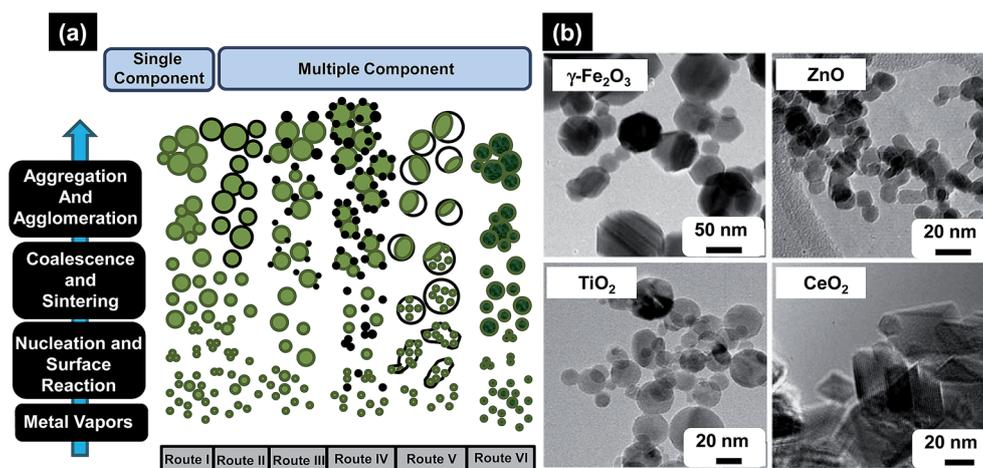 (a)
Single
Component
Multiple Component
Aggregation
And
Agglomeration
Coalescence
and
Sintering
Nucleation and
Surface
Reaction
Metal Vapors
Route I
Route II
Route III
Route IV
Route V
Route VI
(b)
γ-Fe₂O₃
50 nm
ZnO
20 nm
TiO₂
20 nm
CeO₂
20 nm